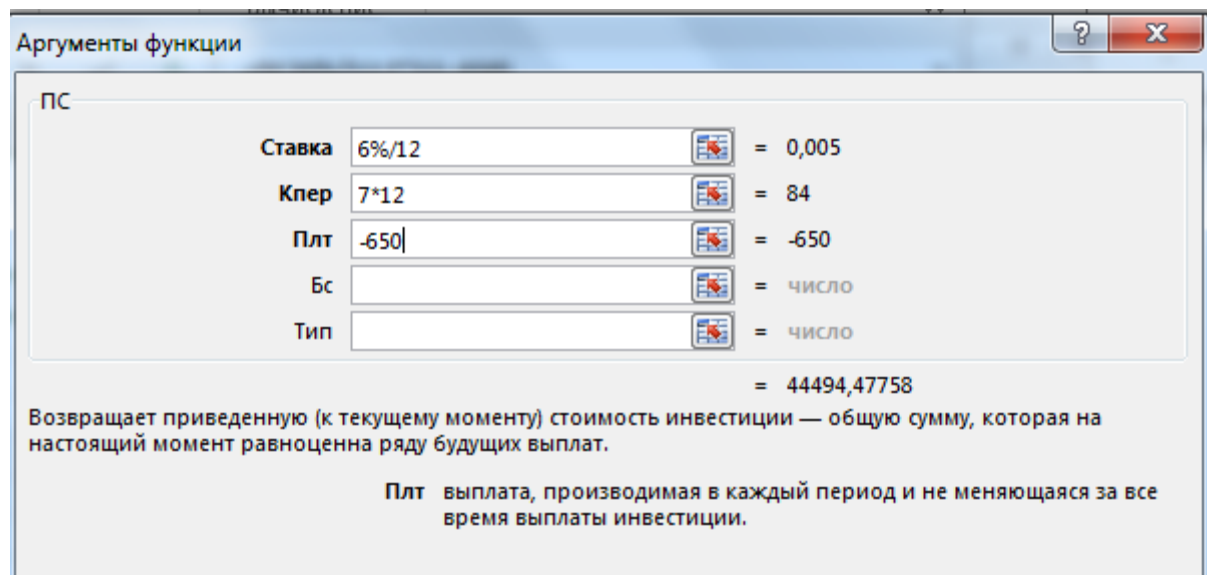 Аргументы функции
?
ПС
Ставка 6%/12 = 0,005
Кпер 7*12 = 84
Плт -650 = -650
Бс = число
Тип = число
= 44494,47758
Возвращает приведенную (к текущему моменту) стоимость инвестиции — общую сумму, которая на
настоящий момент равноценна ряду будущих выплат.
Плт выплата, производимая в каждый период и не меняющаяся за все
время выплаты инвестиции.